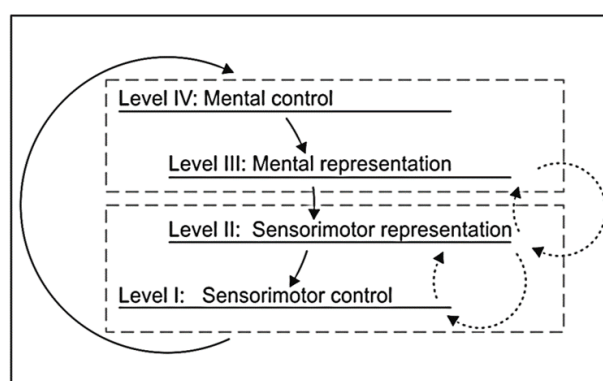 Level IV: Mental control
Level III: Mental representation
Level II: Sensorimotor representation
Level I: Sensorimotor control